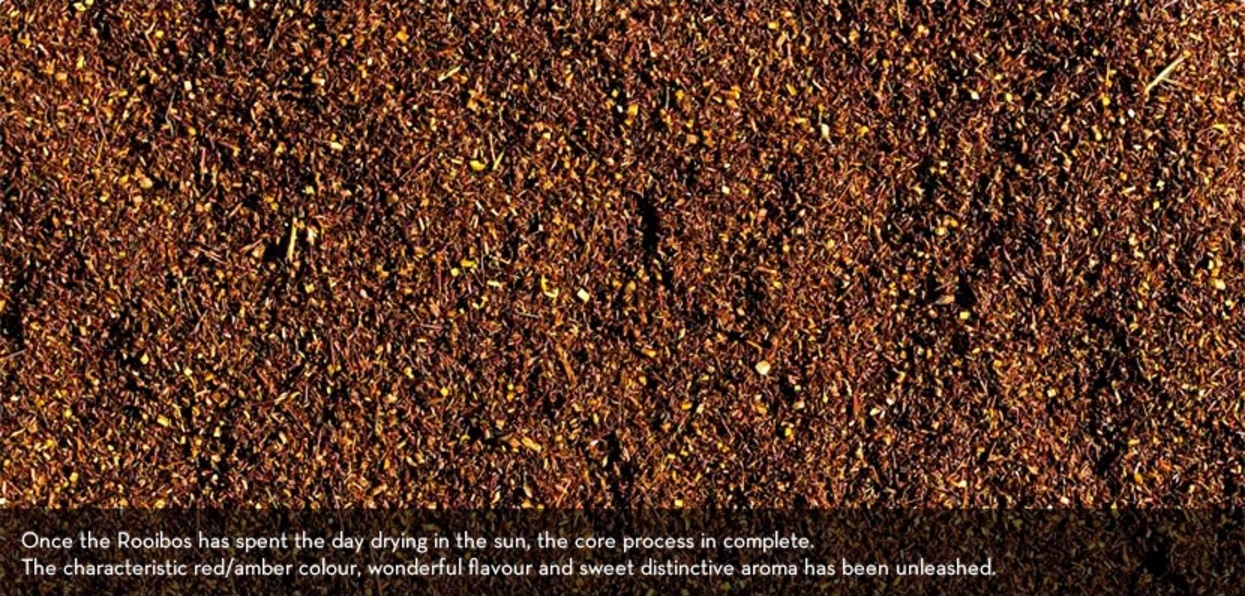 Once the Rooibos has spent the day drying in the sun, the core process in complete.
The characteristic red/amber colour, wonderful flavour and sweet distinctive aroma has been unleashed.